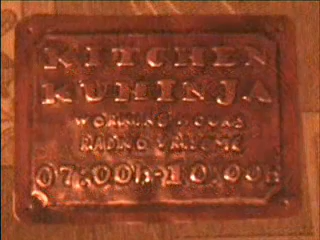 KITCHEN
KUHINJA
WORKING HOURS
RADNO VRIJEME
07:00h-10:00h